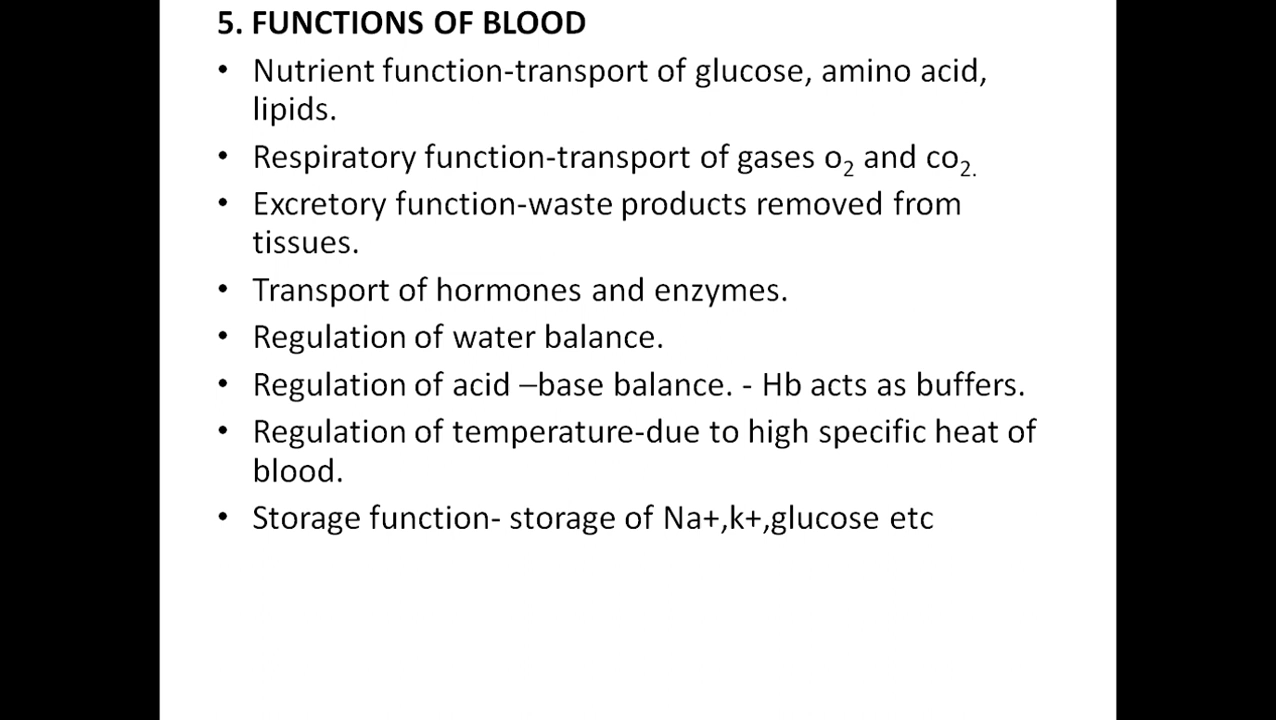 5. FUNCTIONS OF BLOOD
• Nutrient function-transport of glucose, amino acid,
lipids.
• Respiratory function-transport of gases o₂ and co₂.
• Excretory function-waste products removed from
tissues.
• Transport of hormones and enzymes.
• Regulation of water balance.
• Regulation of acid –base balance. - Hb acts as buffers.
• Regulation of temperature-due to high specific heat of
blood.
• Storage function- storage of Na+,k+,glucose etc